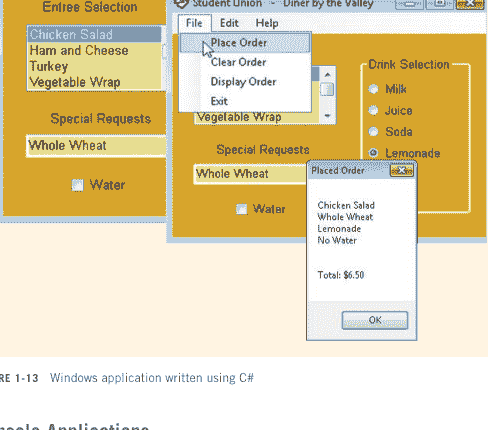 Entree Selection
Chicken Salad
Ham and Cheese
Turkey
Vegetable Wrap
Special Requests
Whole Wheat
Water
Student Union - Diner by the Valley
File Edit Help
Place Order
Clear Order
Display Order
Exit
Vegetable Wrap
Special Requests
Whole Wheat
Water
Drink Selection
Milk
Juice
Soda
Lemonade
Placed Order
Chicken Salad
Whole Wheat
Lemonade
No Water
Total: $6.50
OK
RE 1-13 Windows application written using C#
nsole Applications